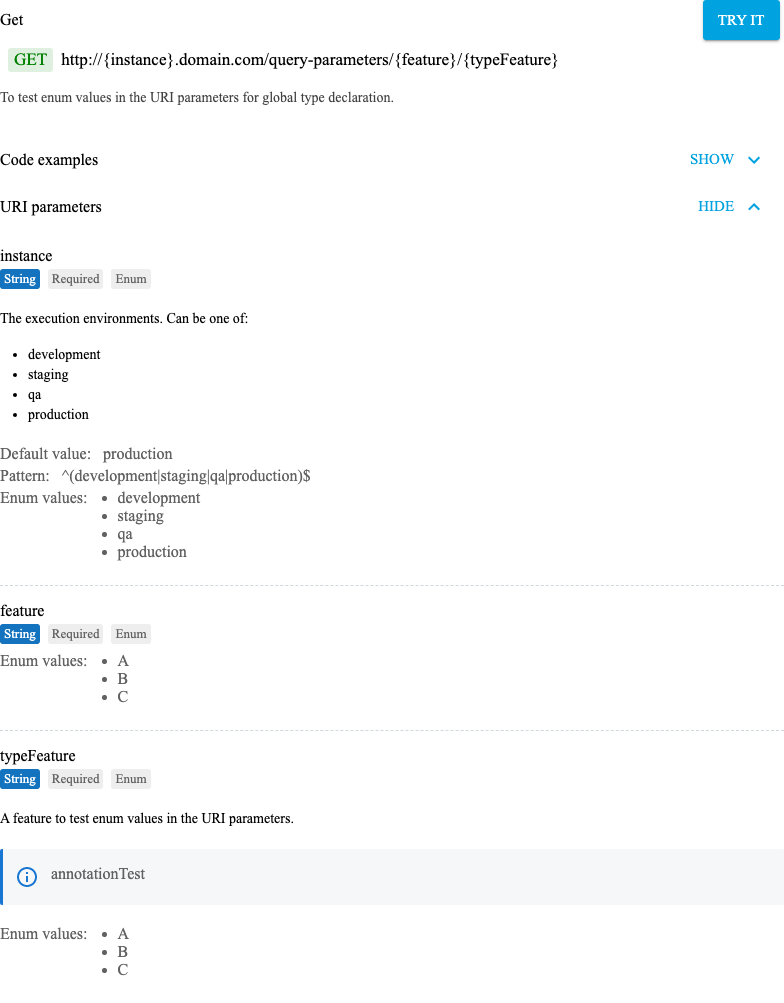 Get
TRY IT
GET http://{instance}.domain.com/query-parameters/{feature}/{typeFeature}
To test enum values in the URI parameters for global type declaration.
Code examples
SHOW
URI parameters
HIDE
instance
String Required Enum
The execution environments. Can be one of:
development
staging
qa
production
Default value: production
Pattern: ^(development|staging|qa|production)$
Enum values: development
staging
qa
production
feature
String Required Enum
Enum values: A
B
C
typeFeature
String Required Enum
A feature to test enum values in the URI parameters.
annotationTest
Enum values: A
B
C